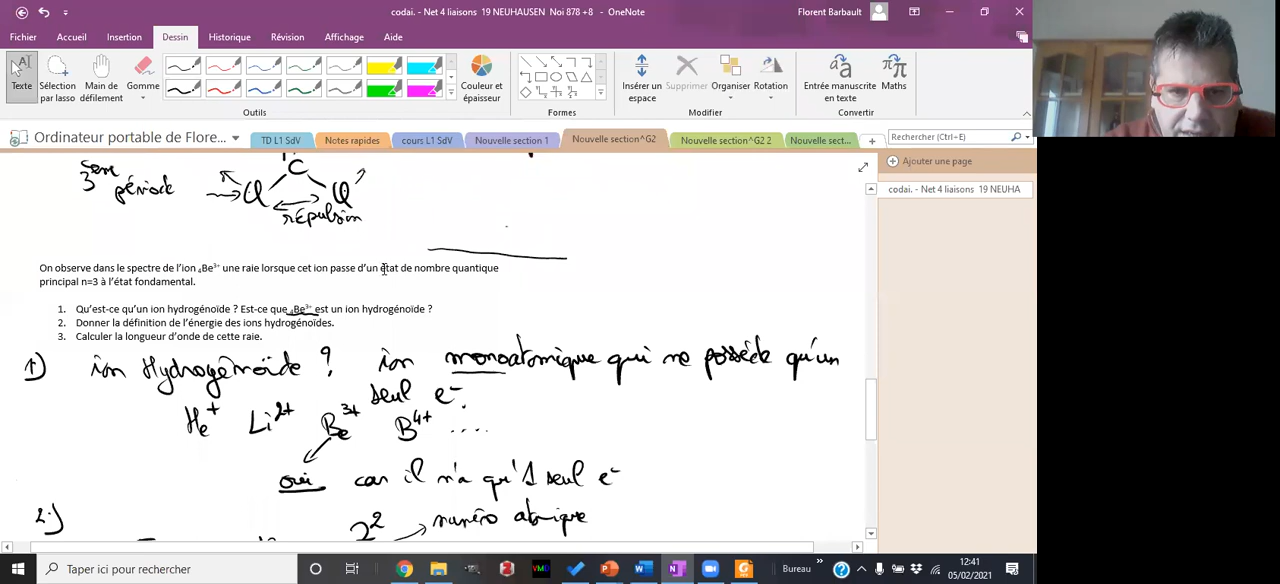 codai. - Net 4 liaisons 19 NEUHAUSEN Noi 878 +8 - OneNote
Florent Barbault
Fichier Accueil Insertion Dessin Historique Révision Affichage Aide
Texte
Sélection par lasso
Main de défilement
Gomme
Couleur et épaisseur
Insérer un espace
Supprimer
Organiser
Rotation
Entrée manuscrite en texte
Maths
Outils Formes Modifier Convertir
Ordinateur portable de Flore...
TD L1 SdV Notes rapides cours L1 SdV Nouvelle section 1 Nouvelle section^G2 Nouvelle section^G2 2 Nouvelle sect...
Rechercher (Ctrl+E)
Ajouter une page
codai. - Net 4 liaisons 19 NEUHA
3
période
répulsion
On observe dans le spectre de l'ion ₄Be³⁺ une raie lorsque cet ion passe d'un état de nombre quantique
principal n=3 à l'état fondamental.
1. Qu'est-ce qu'un ion hydrogénoïde ? Est-ce que ₄Be³⁺ est un ion hydrogénoïde ?
2. Donner la définition de l'énergie des ions hydrogénoïdes.
3. Calculer la longueur d'onde de cette raie.
1) ion Hydrogénoïde ? ion monoatomique qui ne possède qu'un
seul e⁻.
He⁺ Li²⁺ Be³⁺ B⁴⁺ ....
oui car il n'a qu'1 seul e⁻
2.) Z² → numéro atomique
Taper ici pour rechercher
Bureau
12:41
05/02/2021